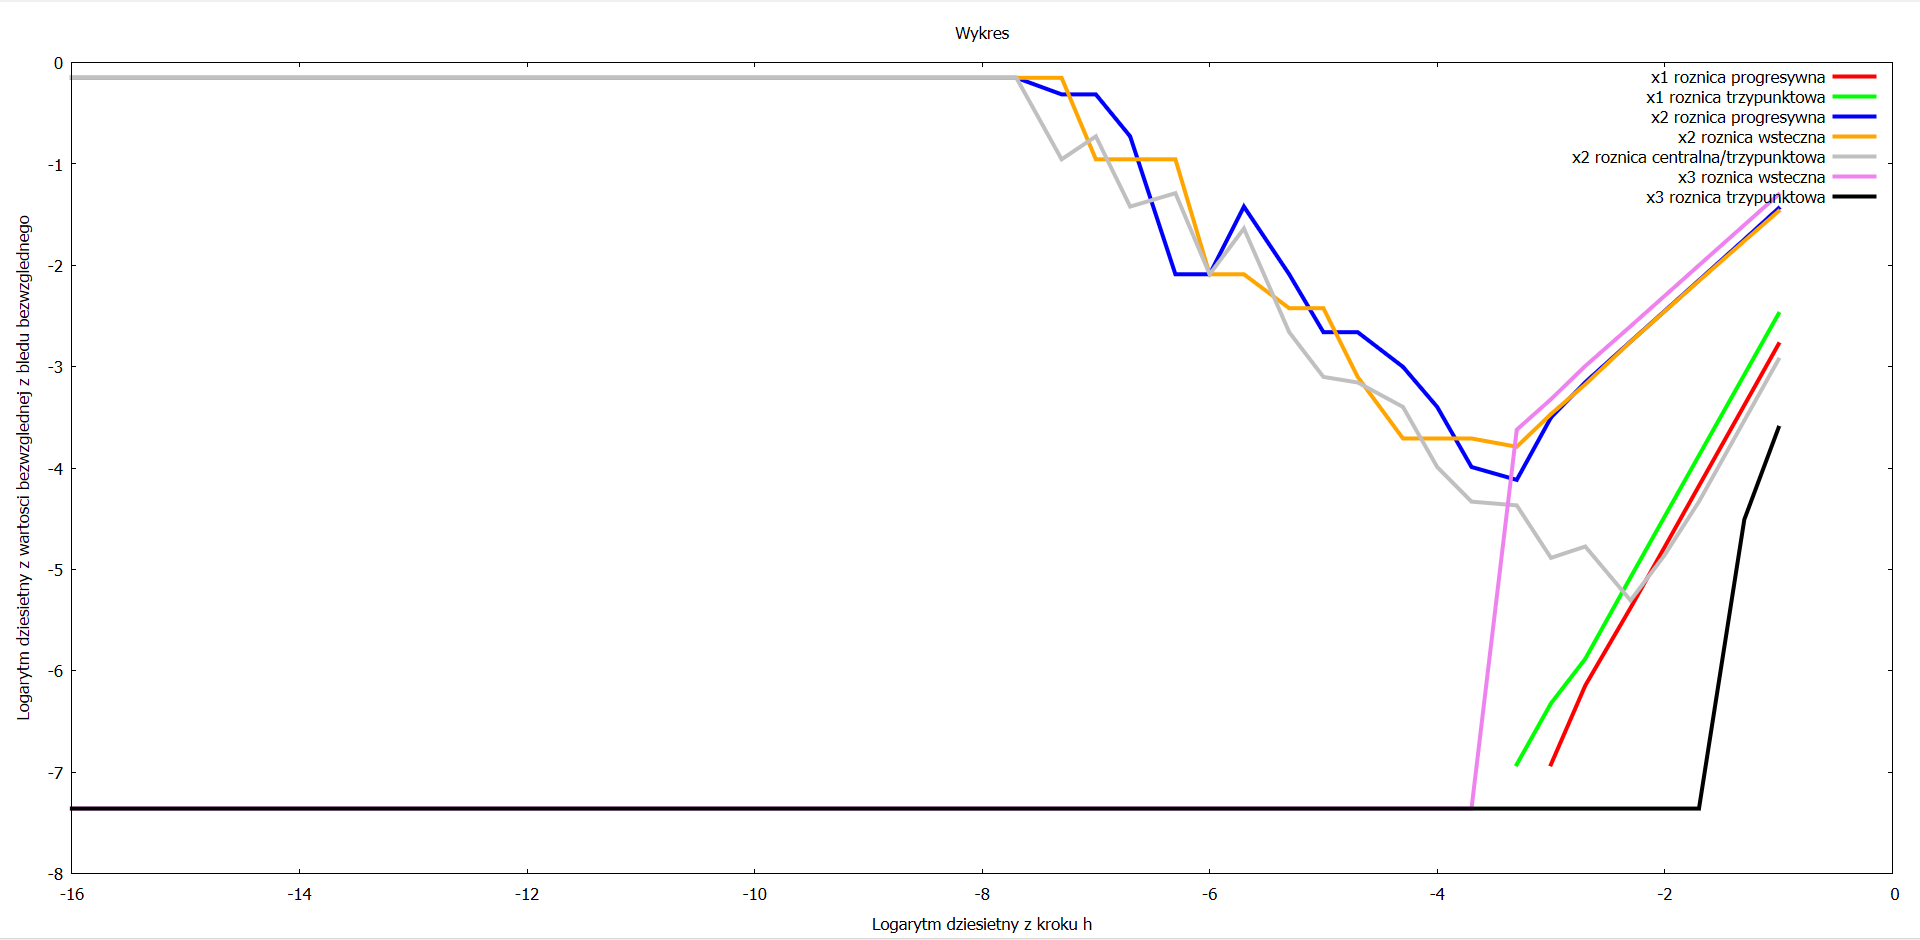 Wykres
0
-1
-2
-3
-4
-5
-6
-7
-8
Logarytm dziesietny z wartosci bezwzglednej z bledu bezwzglednego
x1 roznica progresywna
x1 roznica trzypunktowa
x2 roznica progresywna
x2 roznica wsteczna
x2 roznica centralna/trzypunktowa
x3 roznica wsteczna
x3 roznica trzypunktowa
-16 -14 -12 -10 -8 -6 -4 -2 0
Logarytm dziesietny z kroku h